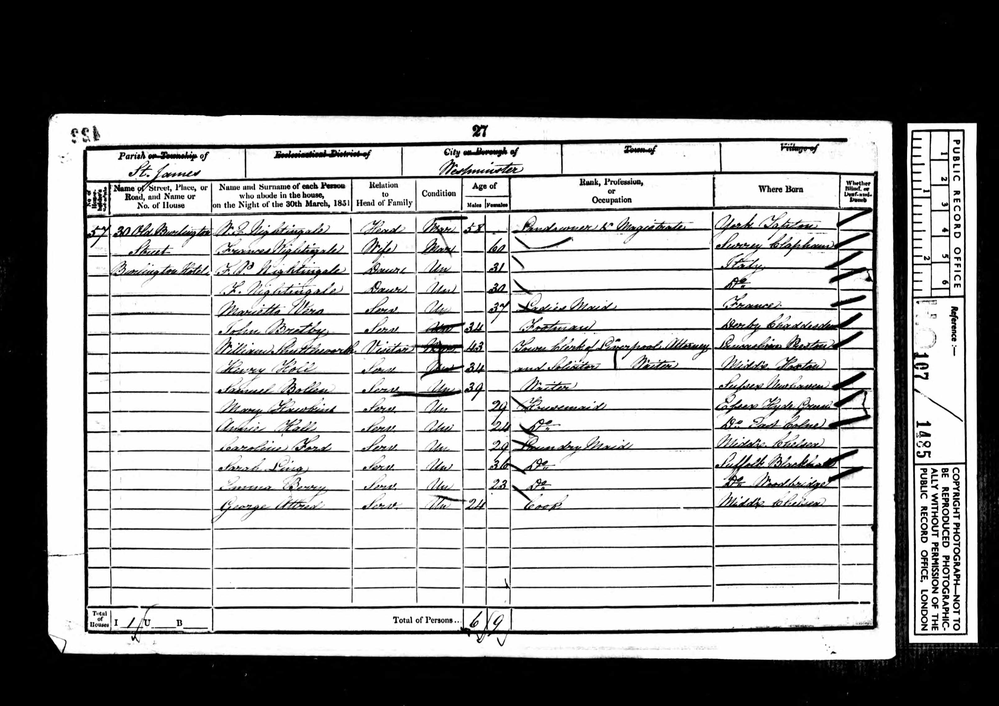 423
27
Parish or Township of
St. James
Ecclesiastical District of
City or Borough of
Westminster
Town of
Village of
No. of House-holder's Schedule
Name of Street, Place, or Road, and Name or No. of House
Name and Surname of each Person who abode in the house, on the Night of the 30th March, 1851
Relation to Head of Family
Condition
Age of
Males Females
Rank, Profession, or Occupation
Where Born
Whether Blind, or Deaf-and-Dumb
57 30 Old Burlington W. E. Nightingale Head Mar 58 Landowner & Magistrate York Tapton
Street Frances Nightingale Wife Mar 60 Surrey Clapham
Burlington Hotel F. P. Nightingale Daur Un 31 Italy
F. Nightingale Daur Un 30 Do
Marietta Vero Serv. Un 37 Ladies Maid France
John Bretby Serv. Un 34 Footman Derby Chaddesden
William Shuttleworth Visitor Mar 43 Town Clerk of Liverpool Attorney Lancashire Preston
Henry Holl Serv. Un 34 and Solicitor Waiter Middx. Hoxton
Samuel Bollen Serv. Un 39 Waiter Sussex Newhaven
Mary Hawkins Serv. Un 29 Housemaid Essex Hyde Green
Annie Hall Serv. Un 24 Do Do East Colne
Caroline Ford Serv. Un 29 Laundry Maid Middx. Chelsea
Sarah Ling Serv. Un 36 Do Suffolk
Emma Berry Serv. Un 23 Do Do Woodbridge
George Attred Serv. Un 24 Cook Middx. Chelsea
Total of Houses I 1 U B
Total of Persons... 6 9
PUBLIC RECORD OFFICE
1 2 3 4 5 6
1 2
Reference:—
H.O. 107 / 1485
COPYRIGHT PHOTOGRAPH—NOT TO
BE REPRODUCED PHOTOGRAPHIC-
ALLY WITHOUT PERMISSION OF THE
PUBLIC RECORD OFFICE, LONDON